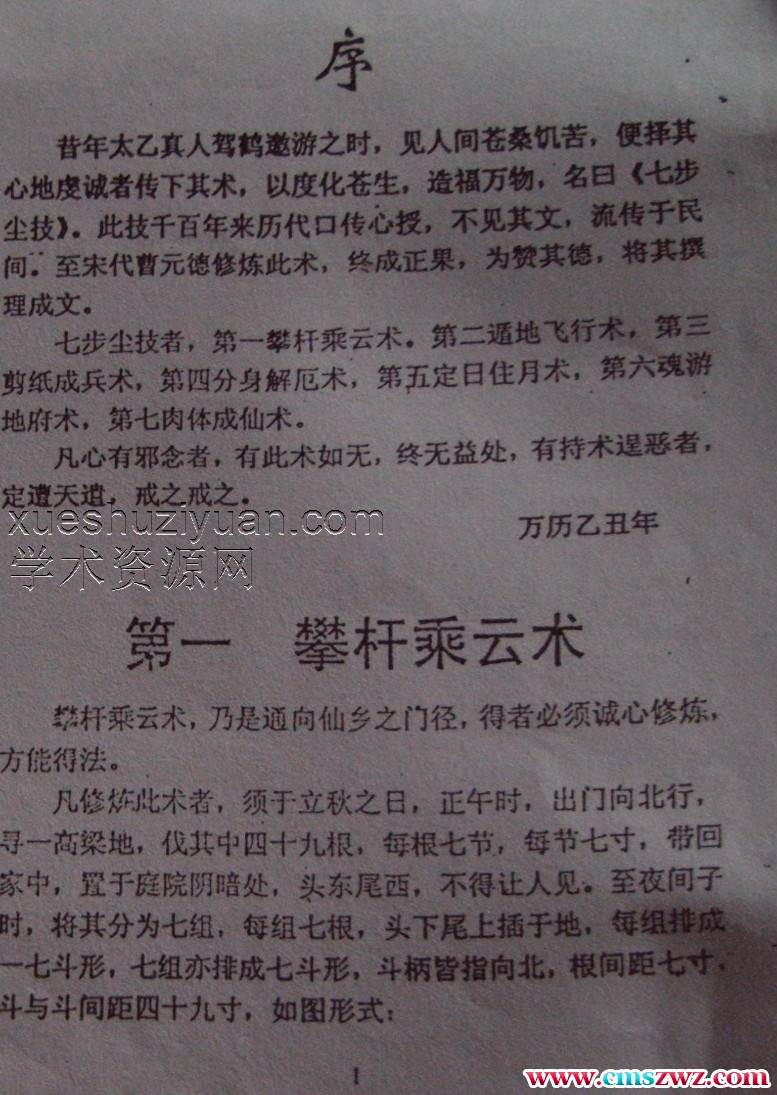 序
昔年太乙真人驾鹤遨游之时，见人间苍桑饥苦，便择其
心地虔诚者传下其术，以度化苍生，造福万物，名曰《七步
尘技》。此技千百年来历代口传心授，不见其文，流传于民
间。至宋代曹元德修炼此术，终成正果，为赞其德，将其撰
理成文。
七步尘技者，第一攀杆乘云术。第二遁地飞行术，第三
剪纸成兵术，第四分身解厄术，第五定日住月术，第六魂游
地府术，第七肉体成仙术。
凡心有邪念者，有此术如无，终无益处，有持术逞恶者，
定遭天遣，戒之戒之。
xueshuziyuan.com
万历乙丑年
学术资源网
第一 攀杆乘云术
攀杆乘云术，乃是通向仙乡之门径，得者必须诚心修炼，
方能得法。
凡修炼此术者，须于立秋之日，正午时，出门向北行，
寻一高梁地，伐其中四十九根，每根七节，每节七寸，带回
家中，置于庭院阴暗处，头东尾西，不得让人见。至夜间子
时，将其分为七组，每组七根，头下尾上插于地，每组排成
一七斗形，七组亦排成七斗形，斗柄皆指向北，根间距七寸，
斗与斗间距四十九寸，如图形式：
1
www.cmszwz.com